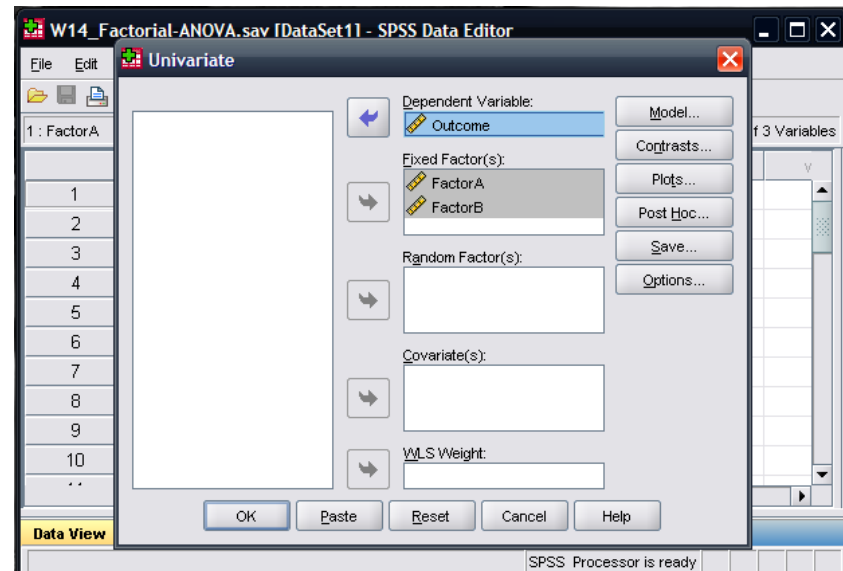 W14_Factorial-ANOVA.sav [DataSet1] - SPSS Data Editor
File Edit
Univariate
1 : FactorA
f 3 Variables
Dependent Variable:
Outcome
Fixed Factor(s):
FactorA
FactorB
Random Factor(s):
Covariate(s):
WLS Weight:
Model...
Contrasts...
Plots...
Post Hoc...
Save...
Options...
1
2
3
4
5
6
7
8
9
10
OK Paste Reset Cancel Help
Data View
SPSS Processor is ready